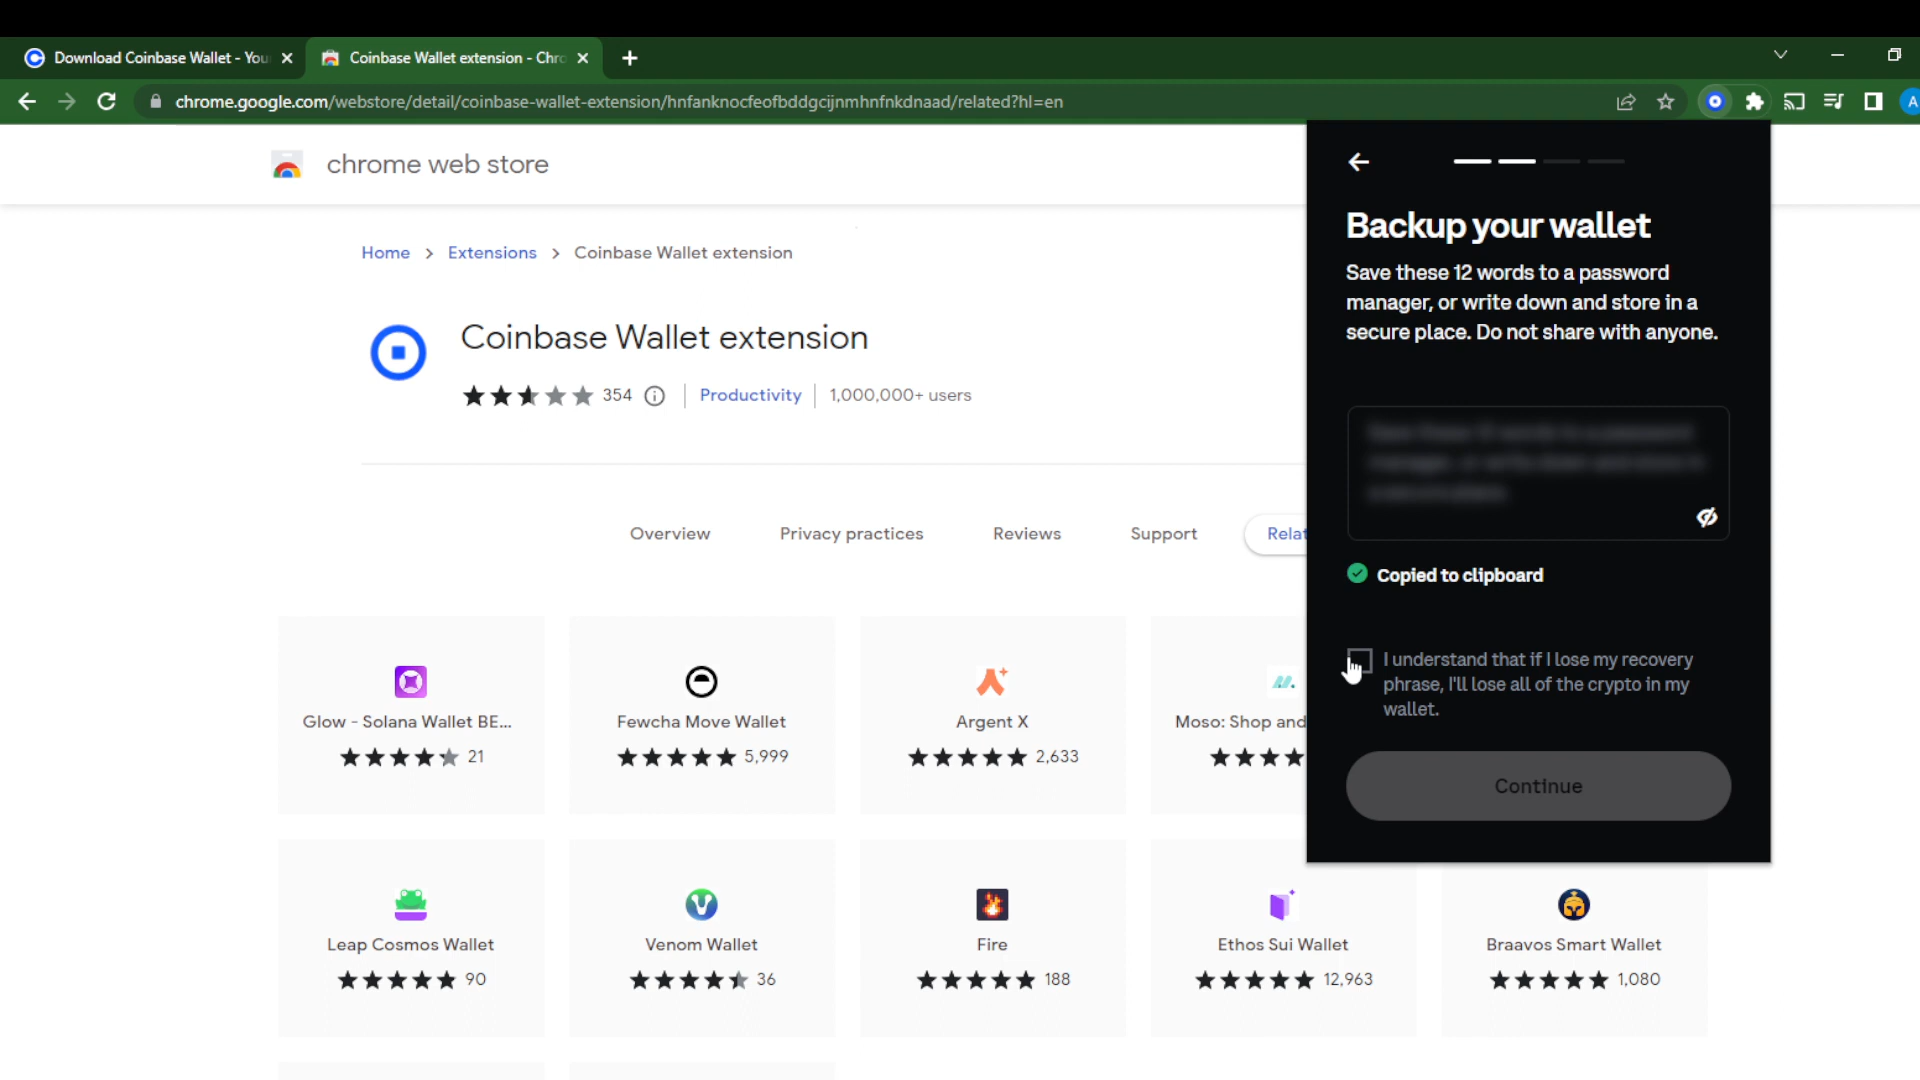 Download Coinbase Wallet - You
Coinbase Wallet extension - Chro
chrome.google.com/webstore/detail/coinbase-wallet-extension/hnfanknocfeofbddgcijnmhnfnkdnaad/related?hl=en
A
chrome web store
Home > Extensions > Coinbase Wallet extension
Coinbase Wallet extension
354
Productivity
1,000,000+ users
Overview
Privacy practices
Reviews
Support
Relat
Glow - Solana Wallet BE...
21
Fewcha Move Wallet
5,999
Argent X
2,633
Moso: Shop and
Leap Cosmos Wallet
90
Venom Wallet
36
Fire
188
Ethos Sui Wallet
12,963
Braavos Smart Wallet
1,080
Backup your wallet
Save these 12 words to a password
manager, or write down and store in a
secure place. Do not share with anyone.
Copied to clipboard
I understand that if I lose my recovery
phrase, I'll lose all of the crypto in my
wallet.
Continue